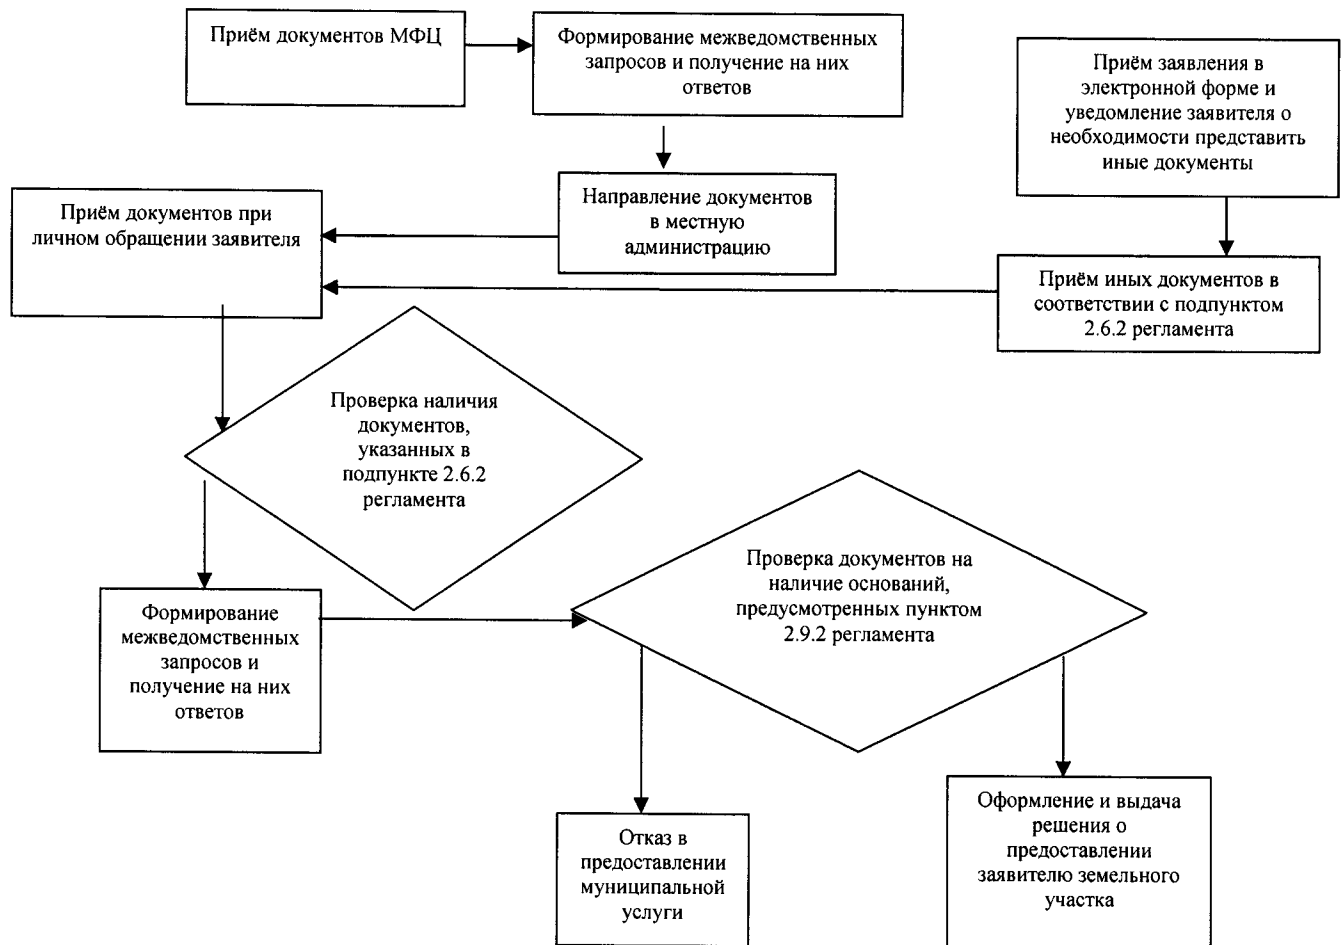 Приём документов МФЦ
Формирование межведомственных
запросов и получение на них
ответов
Приём заявления в
электронной форме и
уведомление заявителя о
необходимости представить
иные документы
Направление документов
в местную
администрацию
Приём документов при
личном обращении заявителя
Приём иных документов в
соответствии с подпунктом
2.6.2 регламента
Проверка наличия
документов,
указанных в
подпункте 2.6.2
регламента
Проверка документов на
наличие оснований,
предусмотренных пунктом
2.9.2 регламента
Формирование
межведомственных
запросов и
получение на них
ответов
Отказ в
предоставлении
муниципальной
услуги
Оформление и выдача
решения о
предоставлении
заявителю земельного
участка